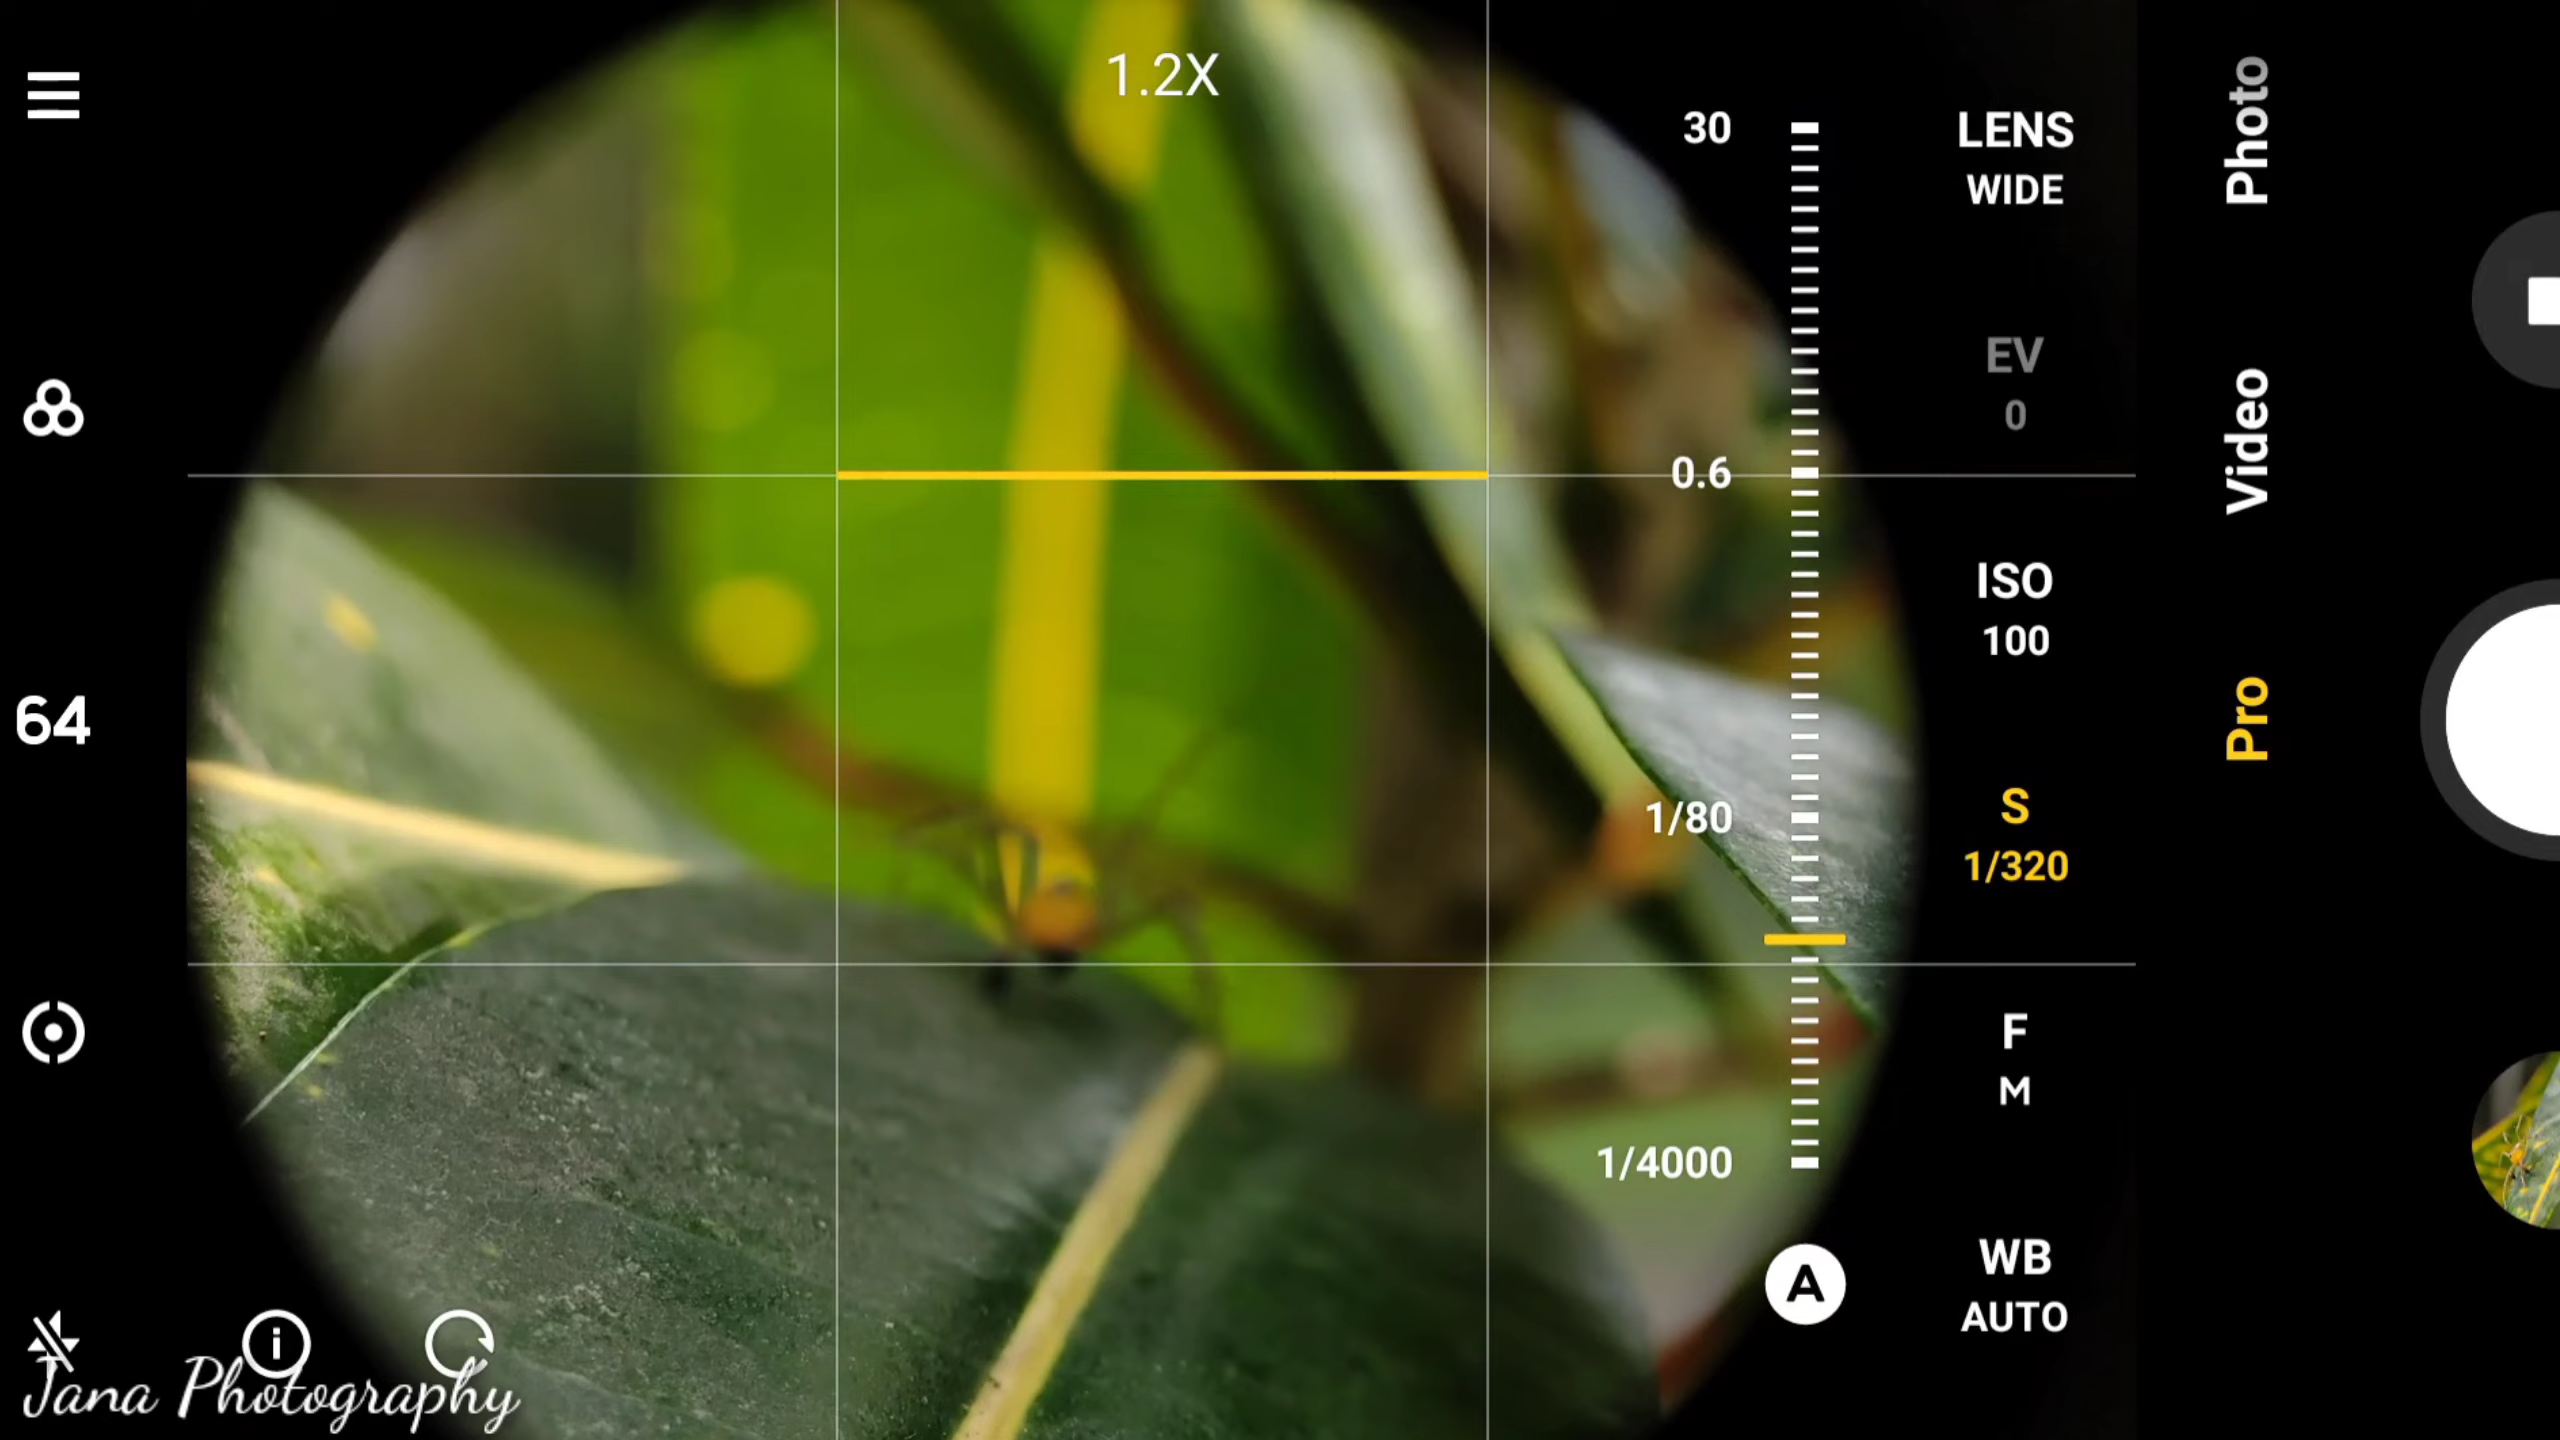 1.2X
30
0.6
1/80
1/4000
A
LENS
WIDE
EV
0
ISO
100
S
1/320
F
M
WB
AUTO
Photo
Video
Pro
64
i
Jana Photography